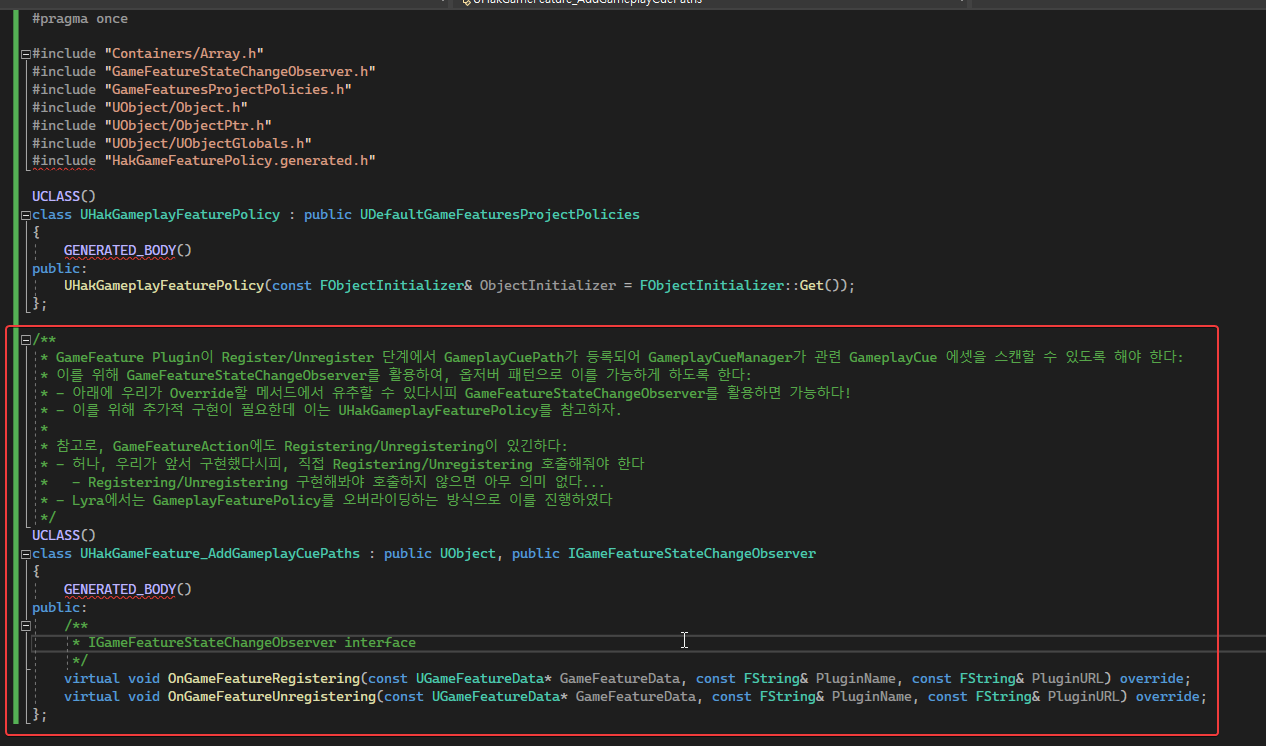 UHakGameFeature_AddGameplayCuePaths
#pragma once
#include "Containers/Array.h"
#include "GameFeatureStateChangeObserver.h"
#include "GameFeaturesProjectPolicies.h"
#include "UObject/Object.h"
#include "UObject/ObjectPtr.h"
#include "UObject/UObjectGlobals.h"
#include "HakGameFeaturePolicy.generated.h"
UCLASS()
class UHakGameplayFeaturePolicy : public UDefaultGameFeaturesProjectPolicies
{
GENERATED_BODY()
public:
UHakGameplayFeaturePolicy(const FObjectInitializer& ObjectInitializer = FObjectInitializer::Get());
};
/**
* GameFeature Plugin이 Register/Unregister 단계에서 GameplayCuePath가 등록되어 GameplayCueManager가 관련 GameplayCue 에셋을 스캔할 수 있도록 해야 한다:
* 이를 위해 GameFeatureStateChangeObserver를 활용하여, 옵저버 패턴으로 이를 가능하게 하도록 한다:
* - 아래에 우리가 Override할 메서드에서 유추할 수 있다시피 GameFeatureStateChangeObserver를 활용하면 가능하다!
* - 이를 위해 추가적 구현이 필요한데 이는 UHakGameplayFeaturePolicy를 참고하자.
*
* 참고로, GameFeatureAction에도 Registering/Unregistering이 있긴하다:
* - 허나, 우리가 앞서 구현했다시피, 직접 Registering/Unregistering 호출해줘야 한다
* - Registering/Unregistering 구현해봐야 호출하지 않으면 아무 의미 없다...
* - Lyra에서는 GameplayFeaturePolicy를 오버라이딩하는 방식으로 이를 진행하였다
*/
UCLASS()
class UHakGameFeature_AddGameplayCuePaths : public UObject, public IGameFeatureStateChangeObserver
{
GENERATED_BODY()
public:
/**
* IGameFeatureStateChangeObserver interface
*/
virtual void OnGameFeatureRegistering(const UGameFeatureData* GameFeatureData, const FString& PluginName, const FString& PluginURL) override;
virtual void OnGameFeatureUnregistering(const UGameFeatureData* GameFeatureData, const FString& PluginName, const FString& PluginURL) override;
};